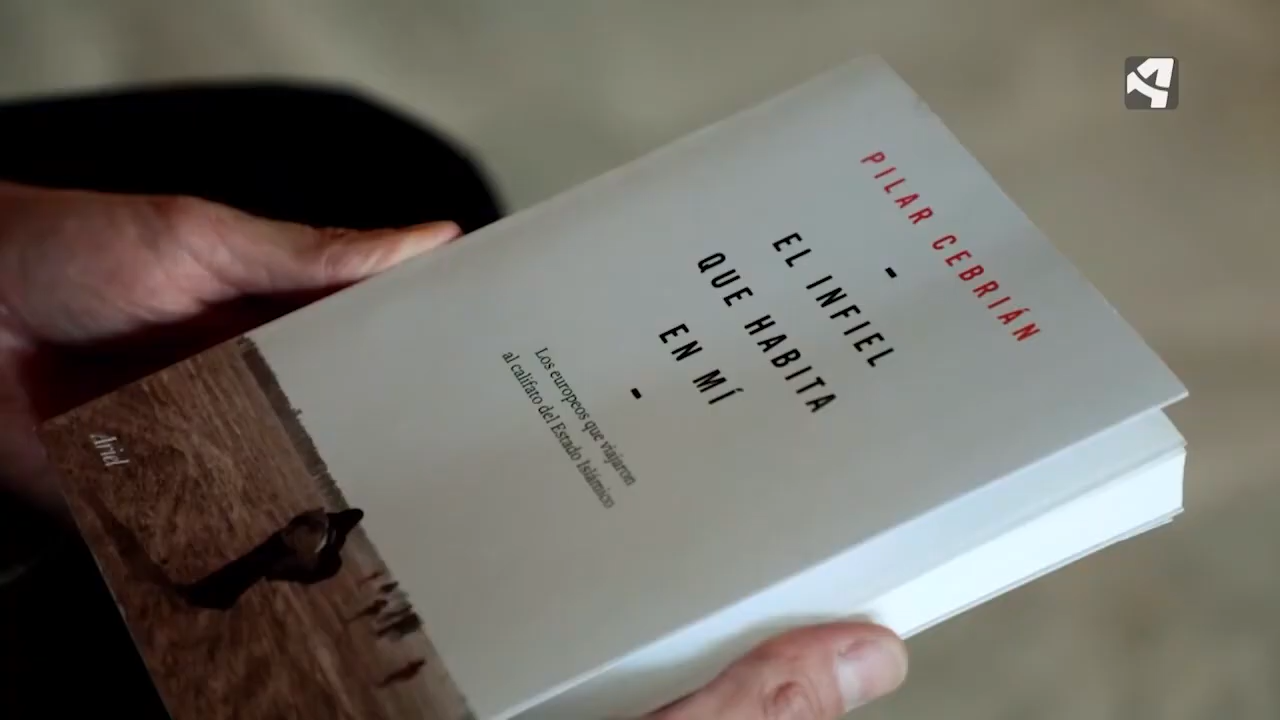 PILAR CEBRIÁN
-
EL INFIEL
QUE HABITA
EN MÍ
-
Los europeos que viajaron
al califato del Estado Islámico
Ariel